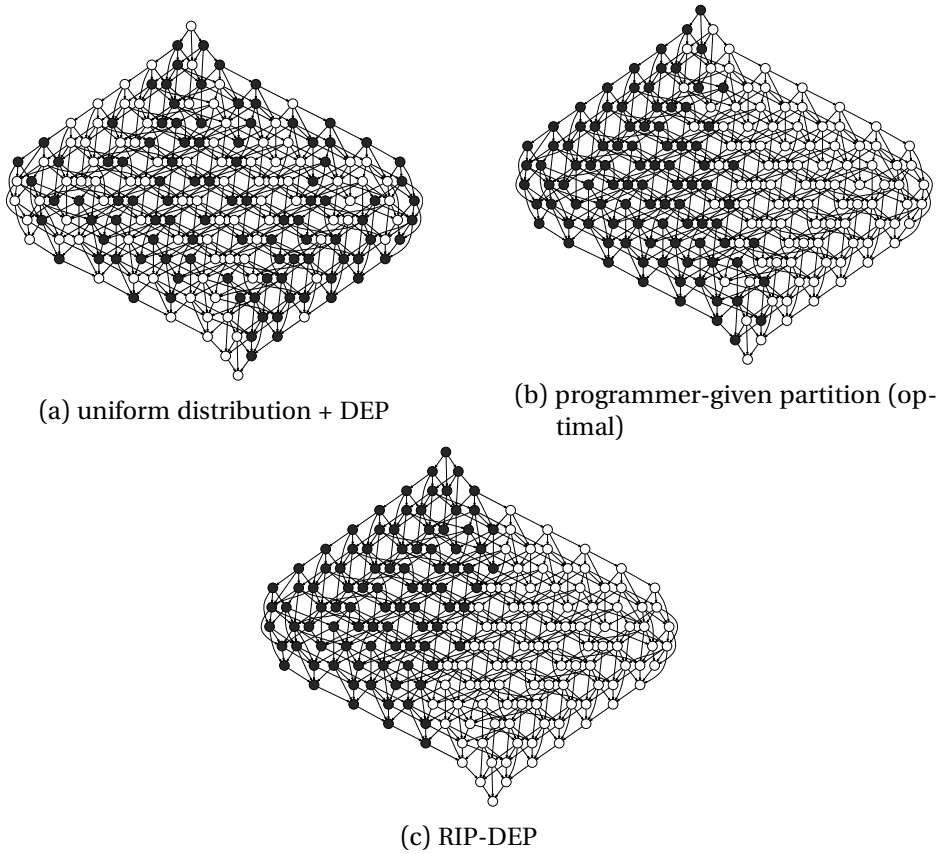 (a) uniform distribution + DEP
(b) programmer-given partition (op-
timal)
(c) RIP-DEP